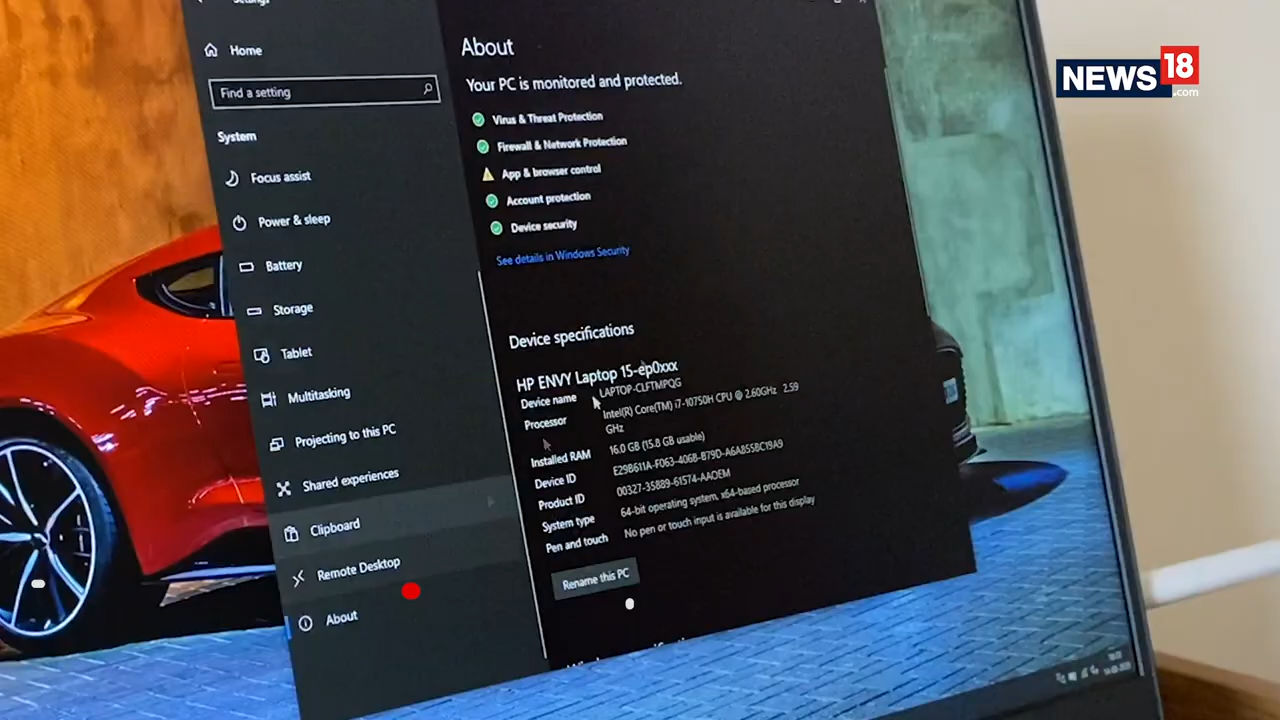 Home
Find a setting
System
Focus assist
Power & sleep
Battery
Storage
Tablet
Multitasking
Projecting to this PC
Shared experiences
Clipboard
Remote Desktop
About
About
Your PC is monitored and protected.
Virus & Threat Protection
Firewall & Network Protection
App & browser control
Account protection
Device security
See details in Windows Security
Device specifications
HP ENVY Laptop 15-ep0xxx
Device name LAPTOP-CLFTMPQG
Processor Intel(R) Core(TM) i7-10750H CPU @ 2.60GHz 2.59
GHz
Installed RAM 16.0 GB (15.8 GB usable)
Device ID E29B611A-F063-406B-B79D-A6A855BC19A9
Product ID 00327-35889-61574-AAOEM
System type 64-bit operating system, x64-based processor
Pen and touch No pen or touch input is available for this display
Rename this PC
NEWS18
.com